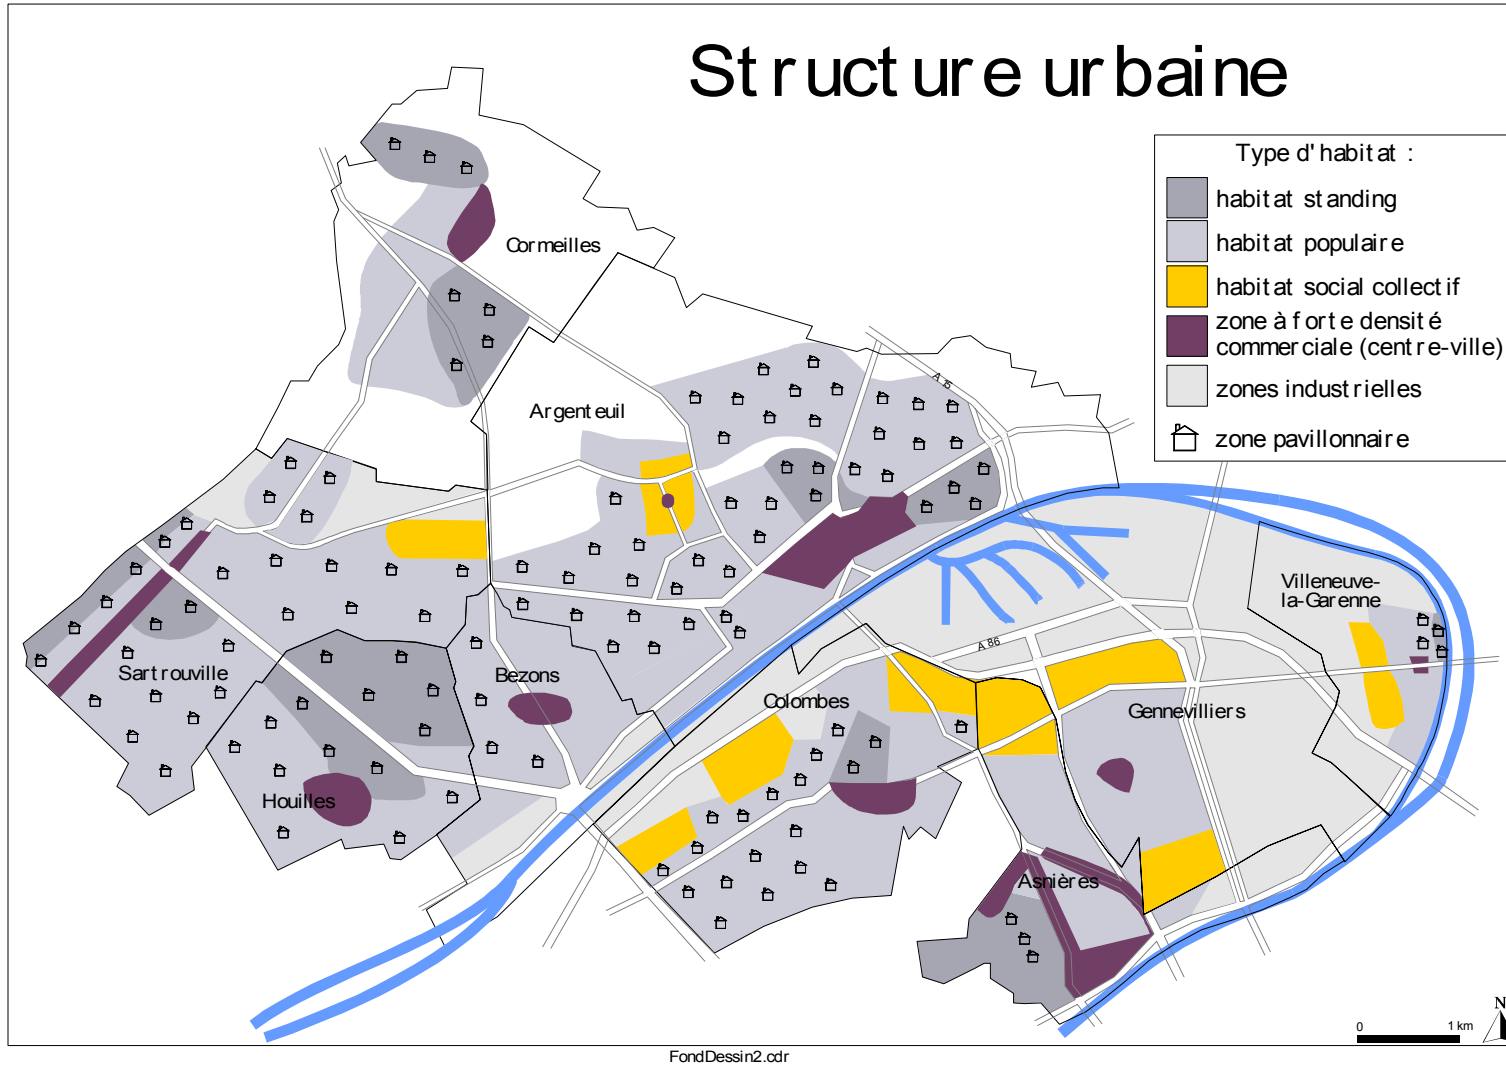 Structure urbaine
Type d'habitat :
habitat standing
habitat populaire
habitat social collectif
zone à forte densité
commerciale (centre-ville)
zones industrielles
zone pavillonnaire
Cormeilles
Argenteuil
A 15
Villeneuve-
la-Garenne
A 86
Sartrouville
Bezons
Colombes
Gennevilliers
Houilles
Asnières
N
0 1 km
FondDessin2.cdr